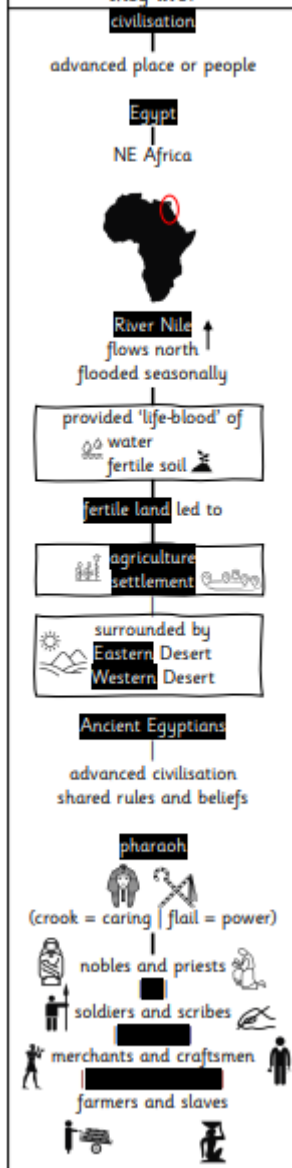 civilisation
advanced place or people
Egypt
NE Africa
River Nile
flows north
flooded seasonally
provided 'life-blood' of
water
fertile soil
fertile land led to
agriculture
settlement
surrounded by
Eastern Desert
Western Desert
Ancient Egyptians
advanced civilisation
shared rules and beliefs
pharaoh
(crook = caring | flail = power)
nobles and priests
soldiers and scribes
merchants and craftsmen
farmers and slaves